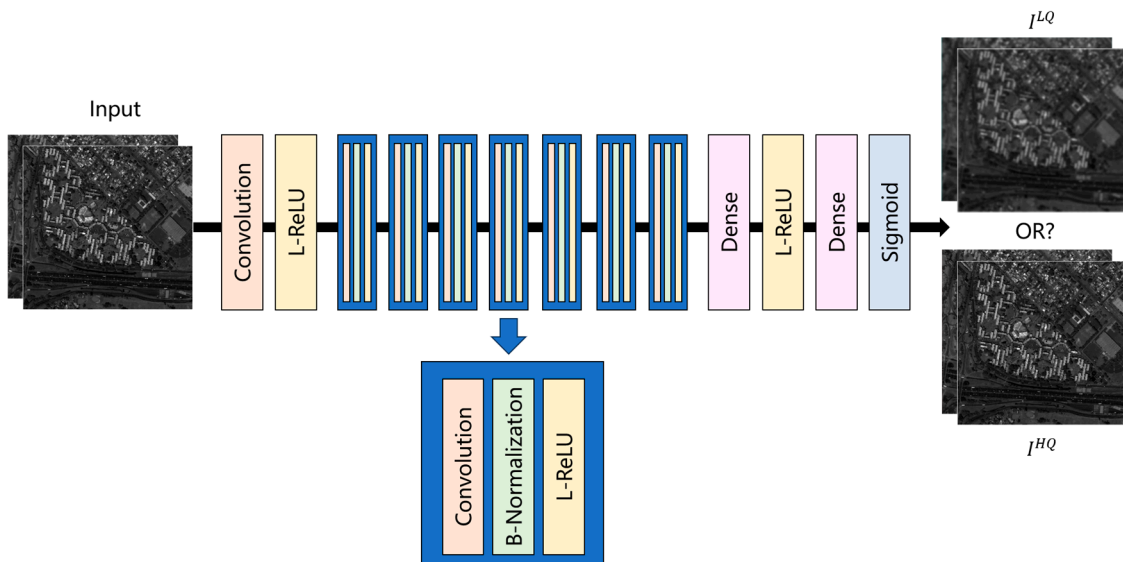 I^{LQ}
Input
Convolution
L-ReLU
Dense
L-ReLU
Dense
Sigmoid
OR?
Convolution
B-Normalization
L-ReLU
I^{HQ}